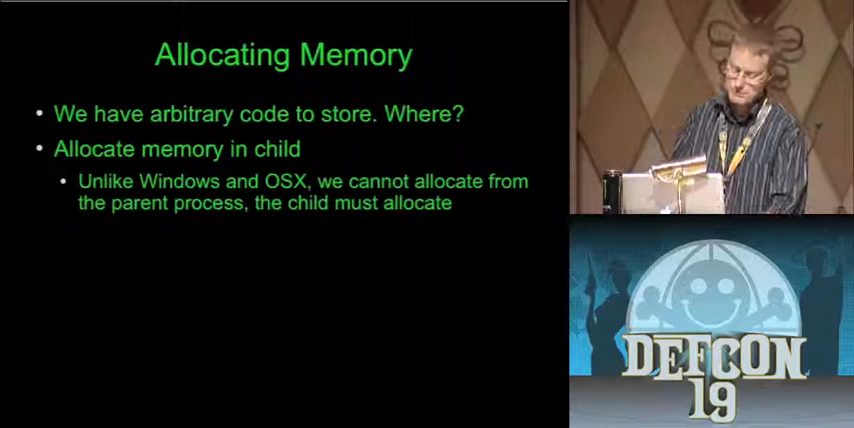 Allocating Memory
• We have arbitrary code to store. Where?
• Allocate memory in child
• Unlike Windows and OSX, we cannot allocate from
the parent process, the child must allocate
DEFCON
19